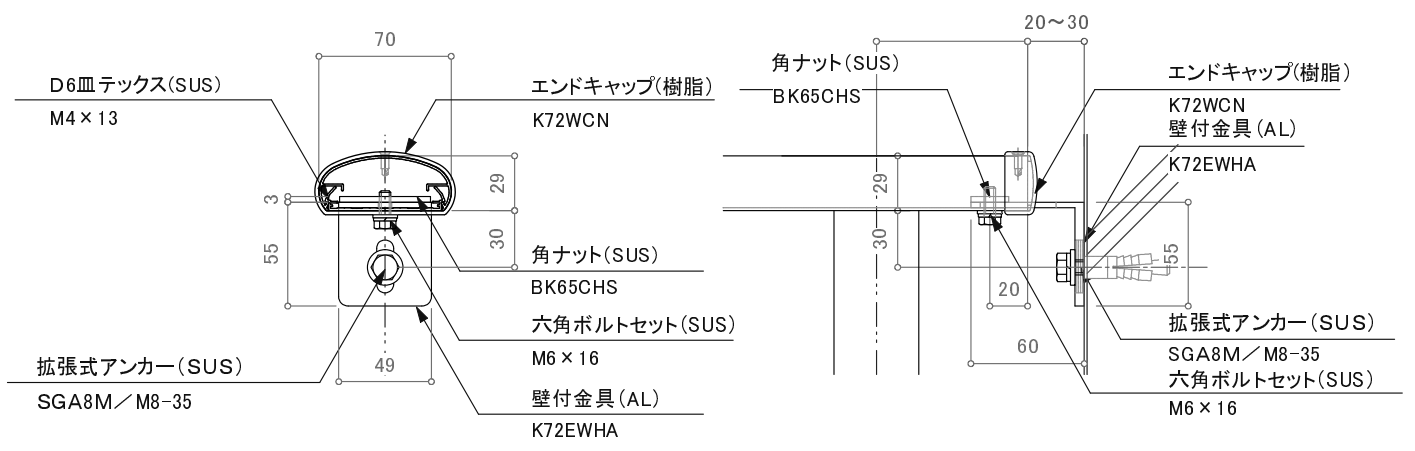 70
D6皿テックス(SUS)
M4×13
エンドキャップ(樹脂)
K72WCN
29
3
30
55
角ナット(SUS)
BK65CHS
六角ボルトセット(SUS)
M6×16
拡張式アンカー(SUS)
SGA8M/M8-35
49
壁付金具(AL)
K72EWHA
20~30
角ナット(SUS)
BK65CHS
エンドキャップ(樹脂)
K72WCN
壁付金具(AL)
K72EWHA
29
30
55
20
60
拡張式アンカー(SUS)
SGA8M/M8-35
六角ボルトセット(SUS)
M6×16